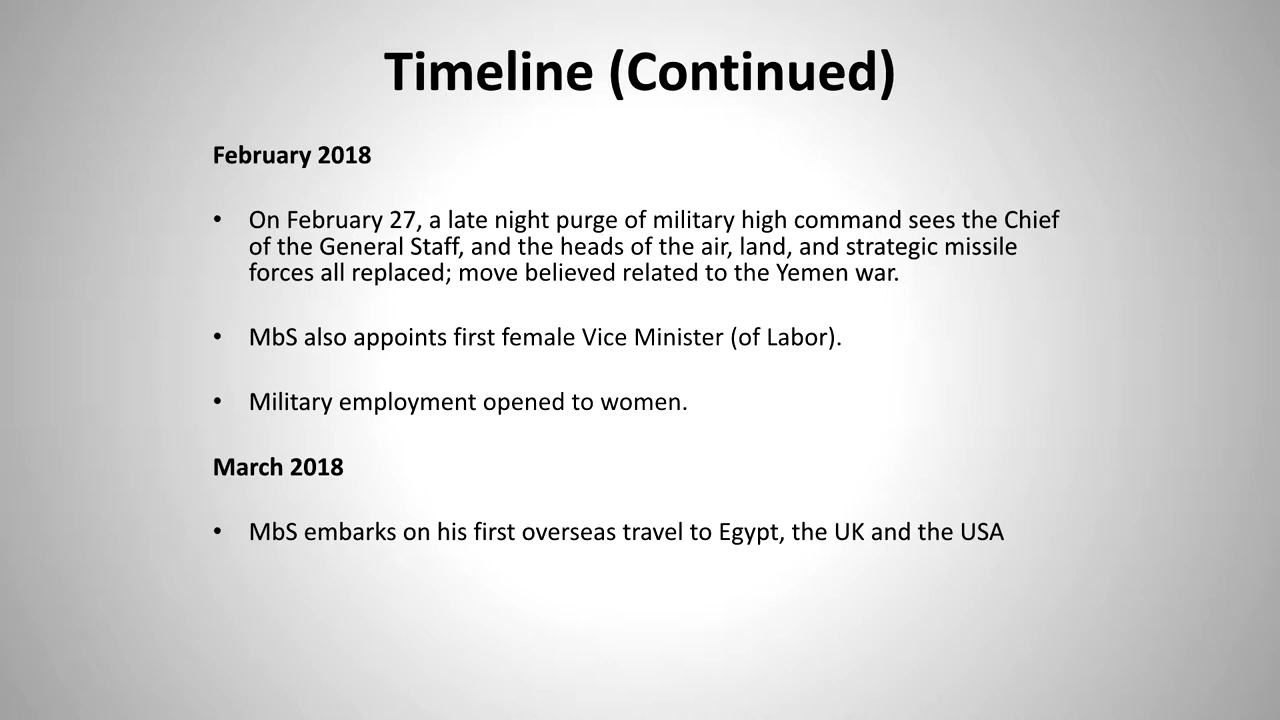 Timeline (Continued)
February 2018
• On February 27, a late night purge of military high command sees the Chief
of the General Staff, and the heads of the air, land, and strategic missile
forces all replaced; move believed related to the Yemen war.
• MbS also appoints first female Vice Minister (of Labor).
• Military employment opened to women.
March 2018
• MbS embarks on his first overseas travel to Egypt, the UK and the USA